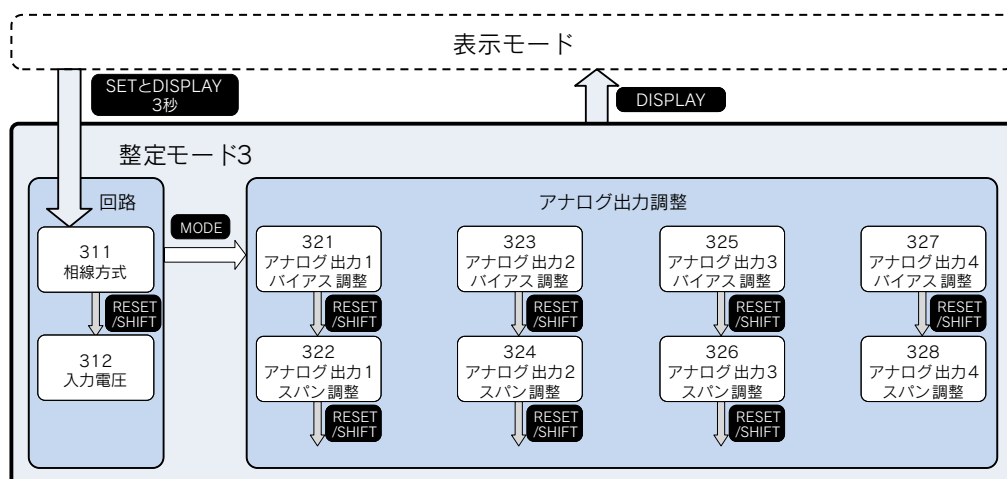 表示モード
SETとDISPLAY
3秒
DISPLAY
整定モード3
回路
311
相線方式
RESET
/SHIFT
312
入力電圧
MODE
アナログ出力調整
321
アナログ出力1
バイアス調整
RESET
/SHIFT
322
アナログ出力1
スパン調整
RESET
/SHIFT
323
アナログ出力2
バイアス調整
RESET
/SHIFT
324
アナログ出力2
スパン調整
RESET
/SHIFT
325
アナログ出力3
バイアス調整
RESET
/SHIFT
326
アナログ出力3
スパン調整
RESET
/SHIFT
327
アナログ出力4
バイアス調整
RESET
/SHIFT
328
アナログ出力4
スパン調整